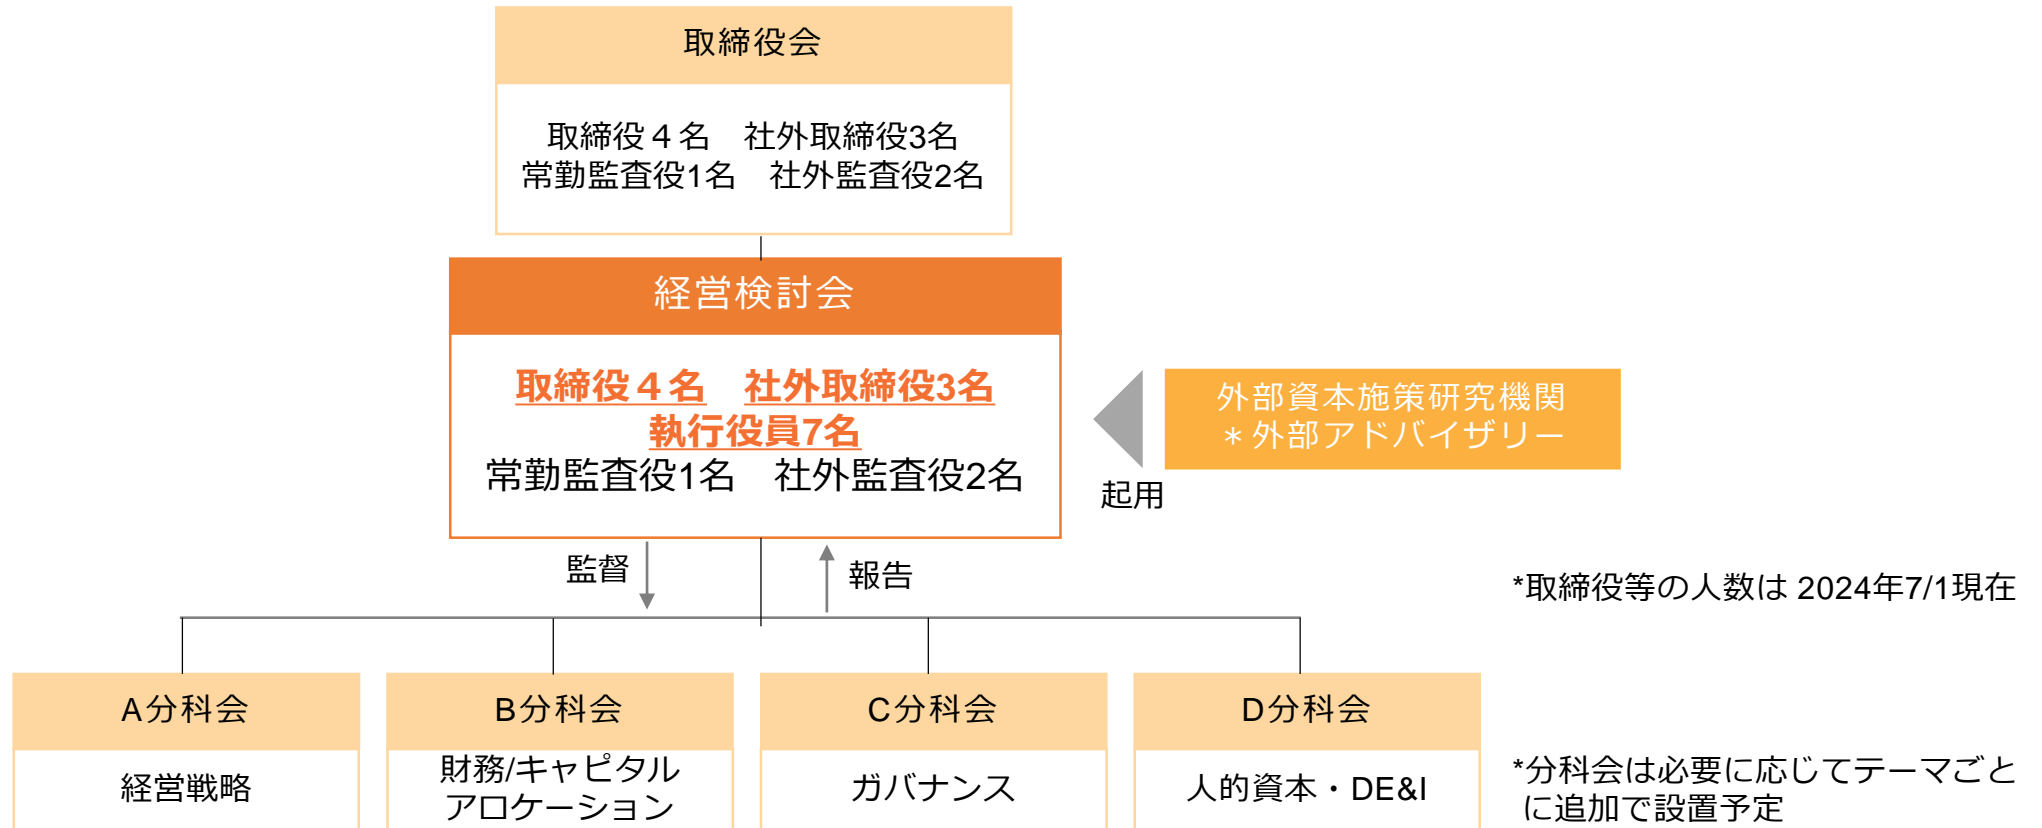 取締役会
取締役４名　社外取締役3名
常勤監査役1名　社外監査役2名
経営検討会
取締役４名　社外取締役3名
執行役員7名
常勤監査役1名　社外監査役2名
外部資本施策研究機関
＊外部アドバイザリー
起用
監督
報告
*取締役等の人数は 2024年7/1現在
A分科会
経営戦略
B分科会
財務/キャピタル
アロケーション
C分科会
ガバナンス
D分科会
人的資本・DE&I
*分科会は必要に応じてテーマごと
に追加で設置予定